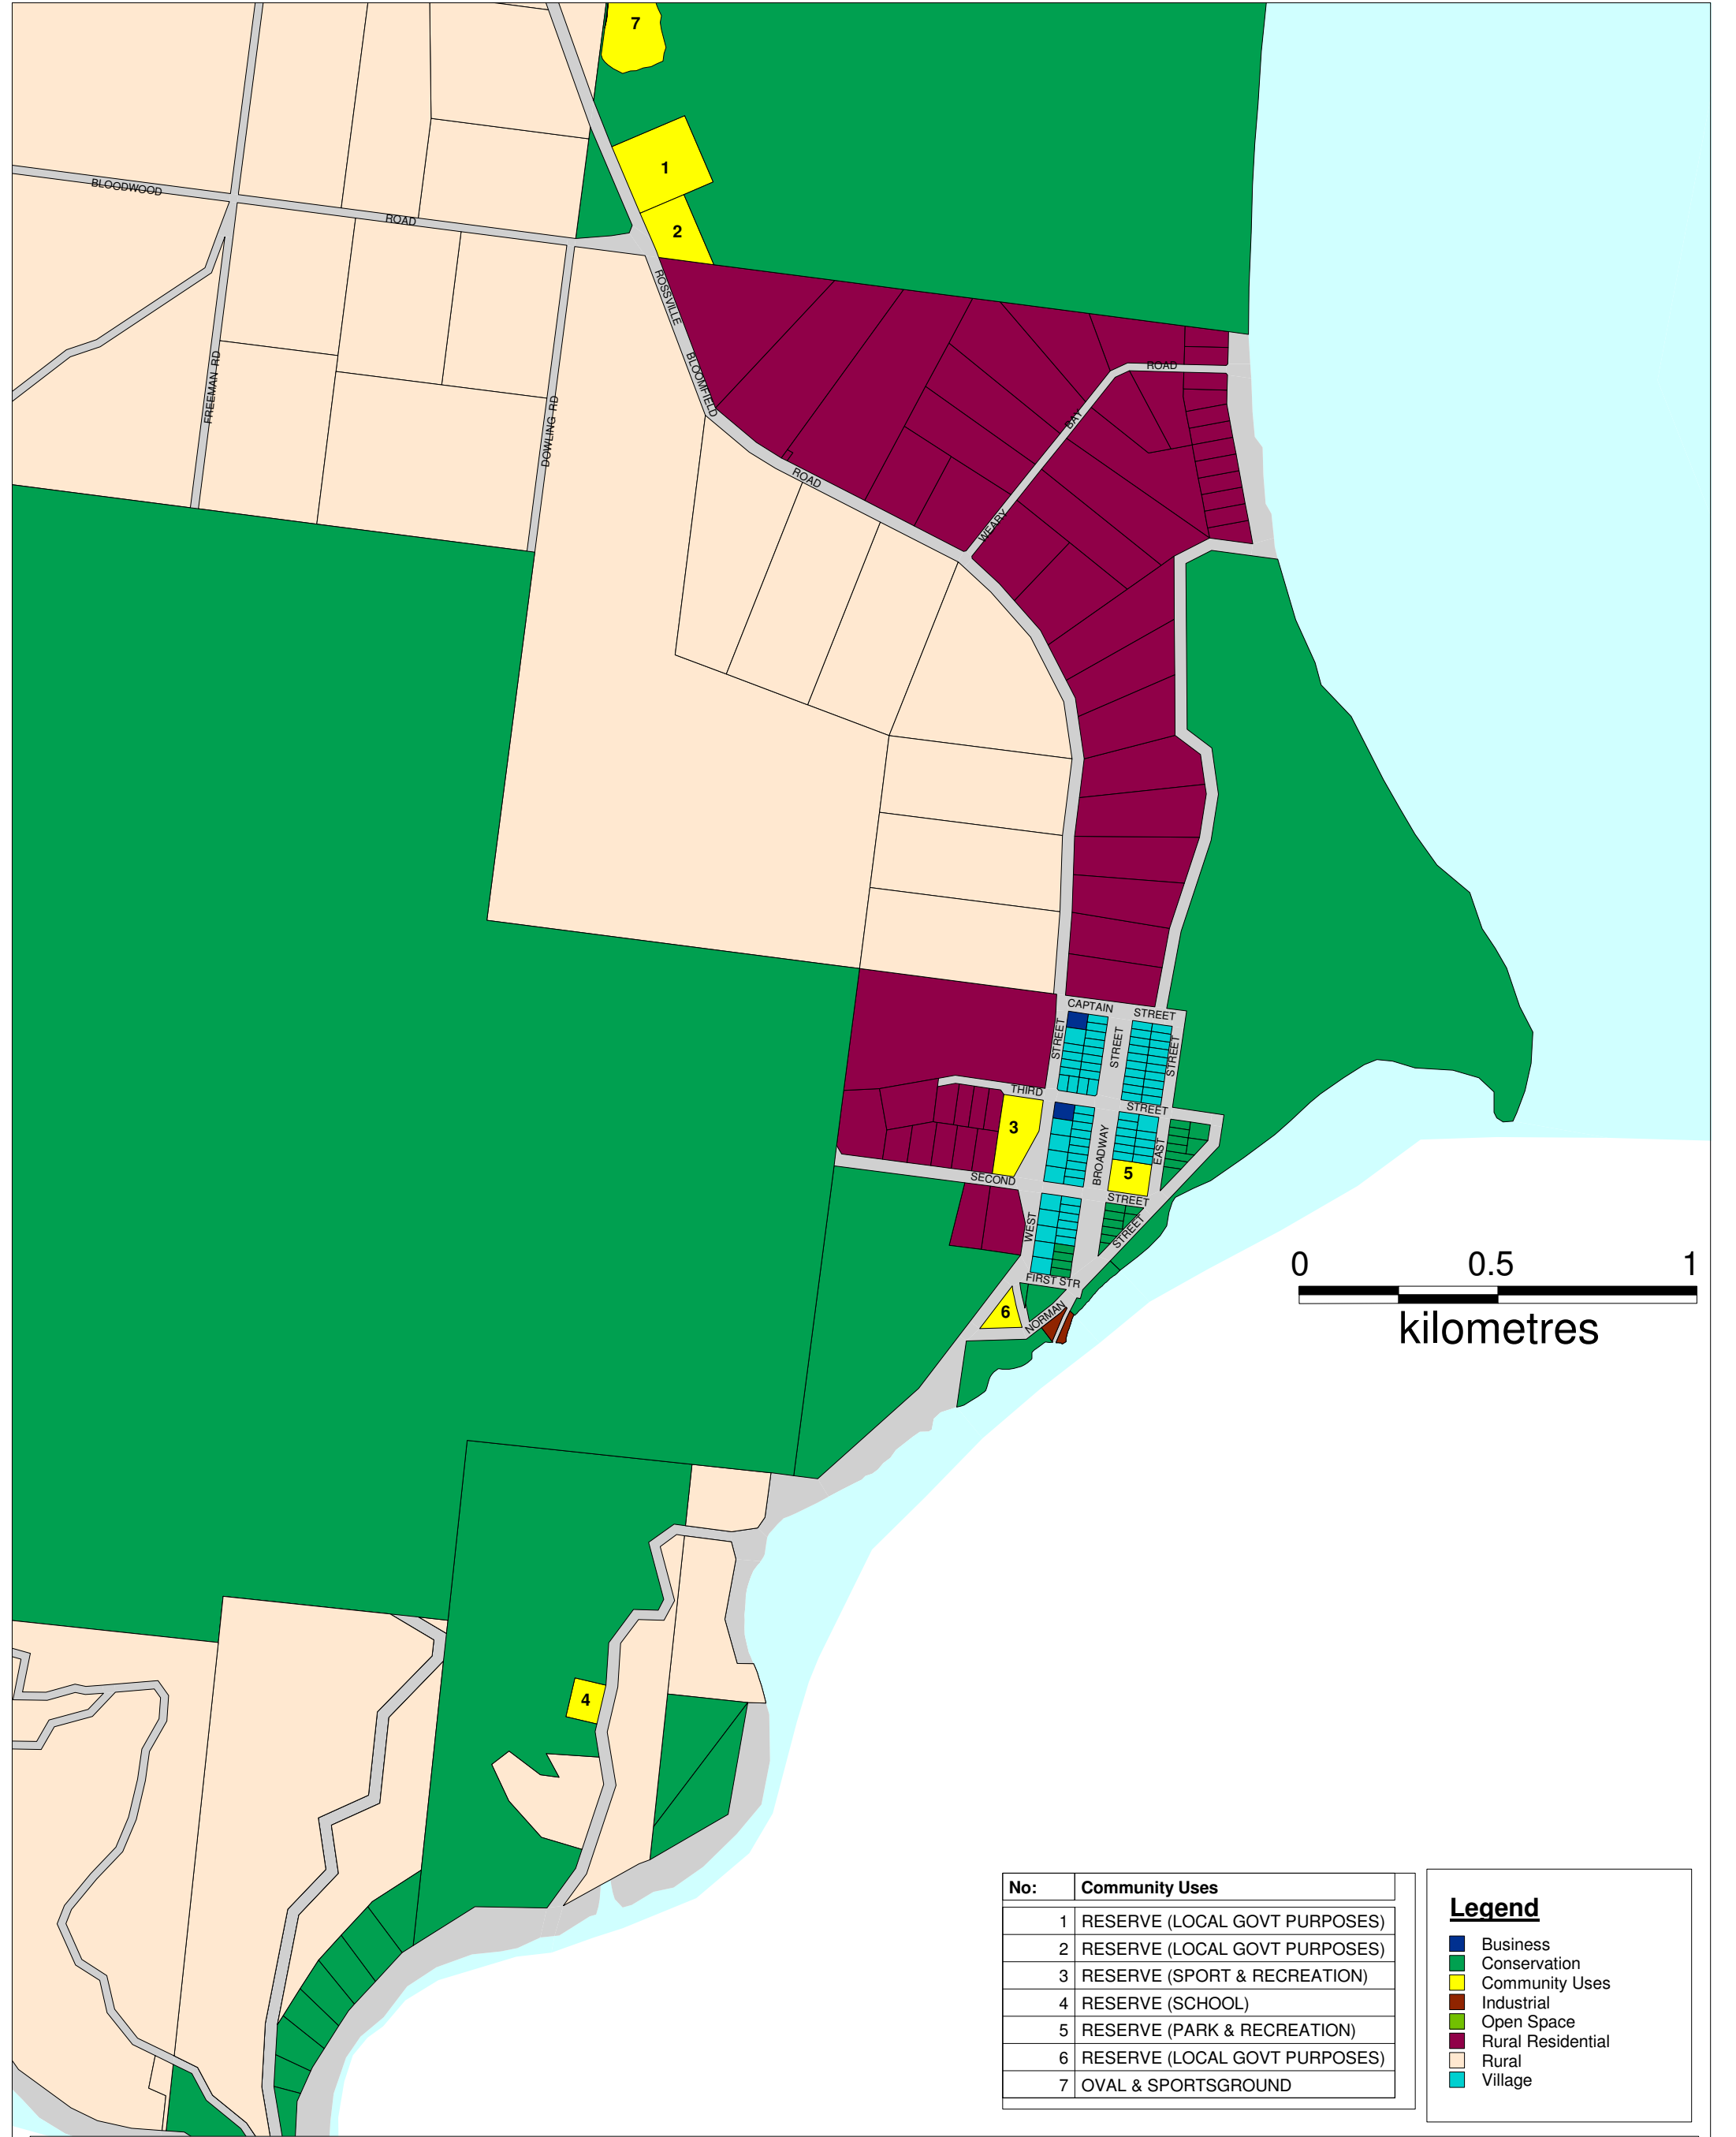 7
1
2
BLOODWOOD
ROAD
ROSSVILLE
BLOOMFIELD
ROAD
FREEMAN RD
DOWLING RD
ROAD
BAY
WEARY
CAPTAIN
STREET
STREET
STREET
STREET
THIRD
STREET
3
BROADWAY
EAST
5
SECOND
STREET
WEST
STREET
FIRST STR
6
NORMAN
4
0 0.5 1
kilometres
No: Community Uses
1 RESERVE (LOCAL GOVT PURPOSES)
2 RESERVE (LOCAL GOVT PURPOSES)
3 RESERVE (SPORT & RECREATION)
4 RESERVE (SCHOOL)
5 RESERVE (PARK & RECREATION)
6 RESERVE (LOCAL GOVT PURPOSES)
7 OVAL & SPORTSGROUND
Legend
Business
Conservation
Community Uses
Industrial
Open Space
Rural Residential
Rural
Village